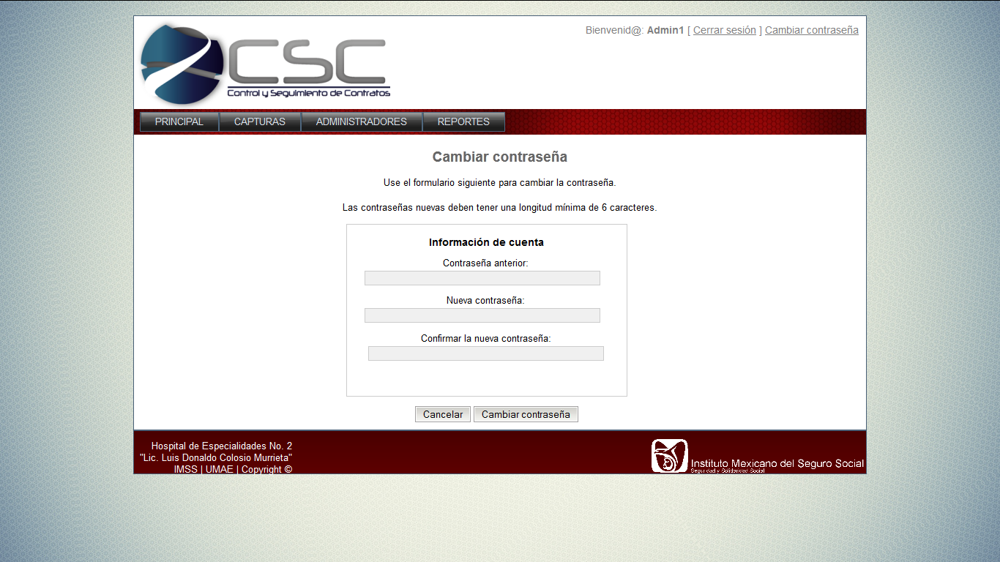 Bienvenid@: Admin1 [ Cerrar sesión ] Cambiar contraseña
CSC
Control y Seguimiento de Contratos
PRINCIPAL CAPTURAS ADMINISTRADORES REPORTES
Cambiar contraseña
Use el formulario siguiente para cambiar la contraseña.
Las contraseñas nuevas deben tener una longitud mínima de 6 caracteres.
Información de cuenta
Contraseña anterior:
Nueva contraseña:
Confirmar la nueva contraseña:
Cancelar Cambiar contraseña
Hospital de Especialidades No. 2
"Lic. Luis Donaldo Colosio Murrieta"
IMSS | UMAE | Copyright ©
Instituto Mexicano del Seguro Social
Seguridad y Solidaridad Social